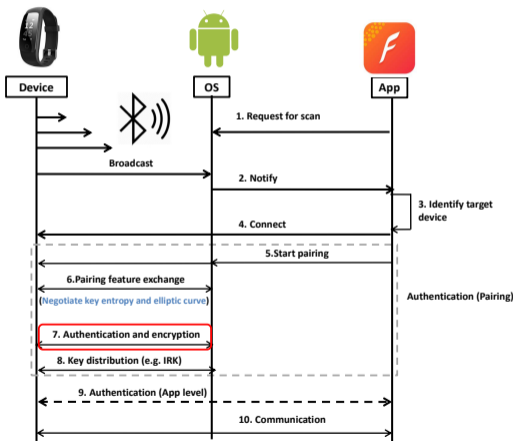 Device
OS
App
1. Request for scan
Broadcast
2. Notify
3. Identify target
device
4. Connect
5.Start pairing
6.Pairing feature exchange
(Negotiate key entropy and elliptic curve)
Authentication (Pairing)
7. Authentication and encryption
8. Key distribution (e.g. IRK)
9. Authentication (App level)
10. Communication